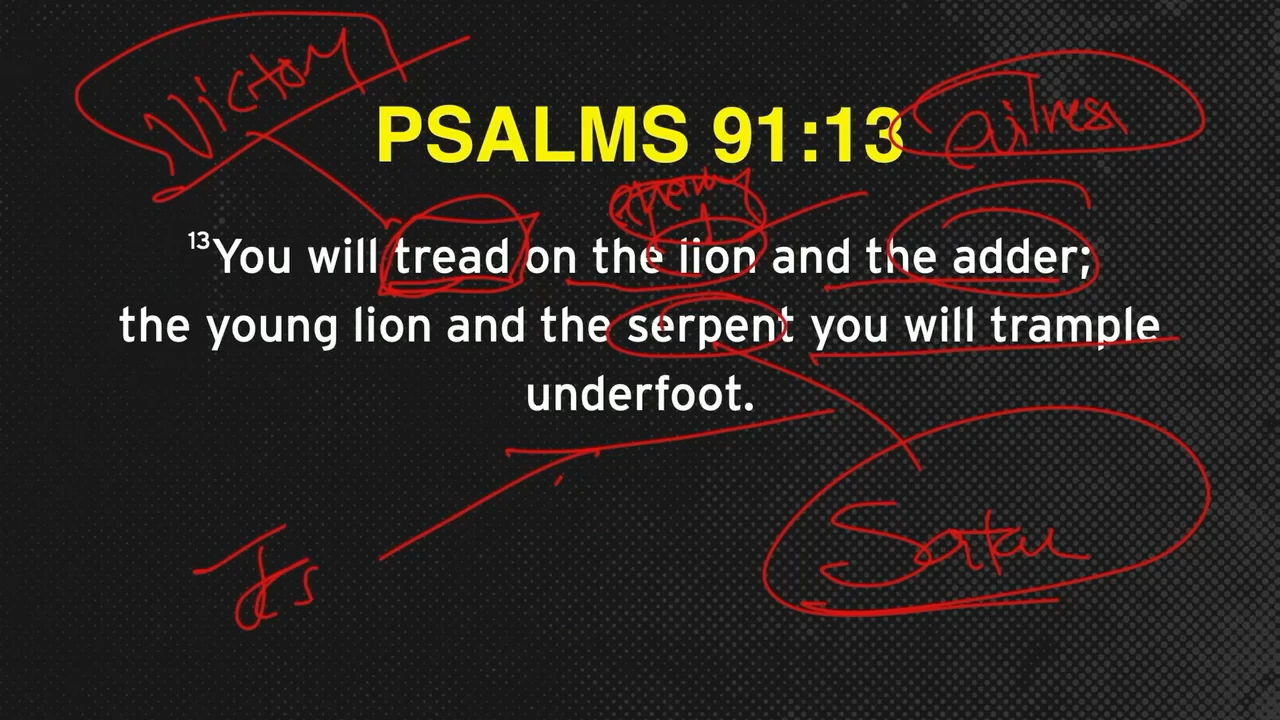 Victory
PSALMS 91:13
13You will tread on the lion and the adder;
the young lion and the serpent you will trample
underfoot.